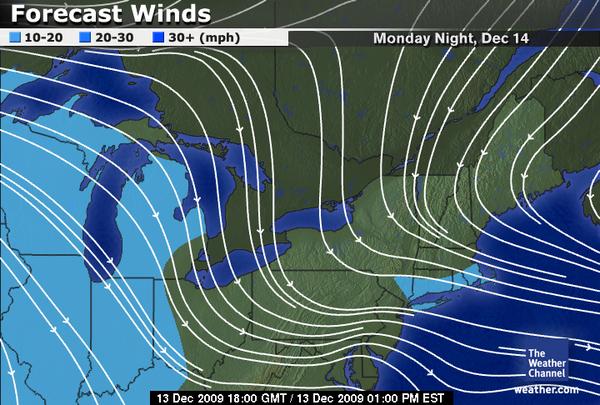 Forecast Winds
10-20 20-30 30+ (mph)
Monday Night, Dec 14
The
Weather
Channel
weather.com
13 Dec 2009 18:00 GMT / 13 Dec 2009 01:00 PM EST